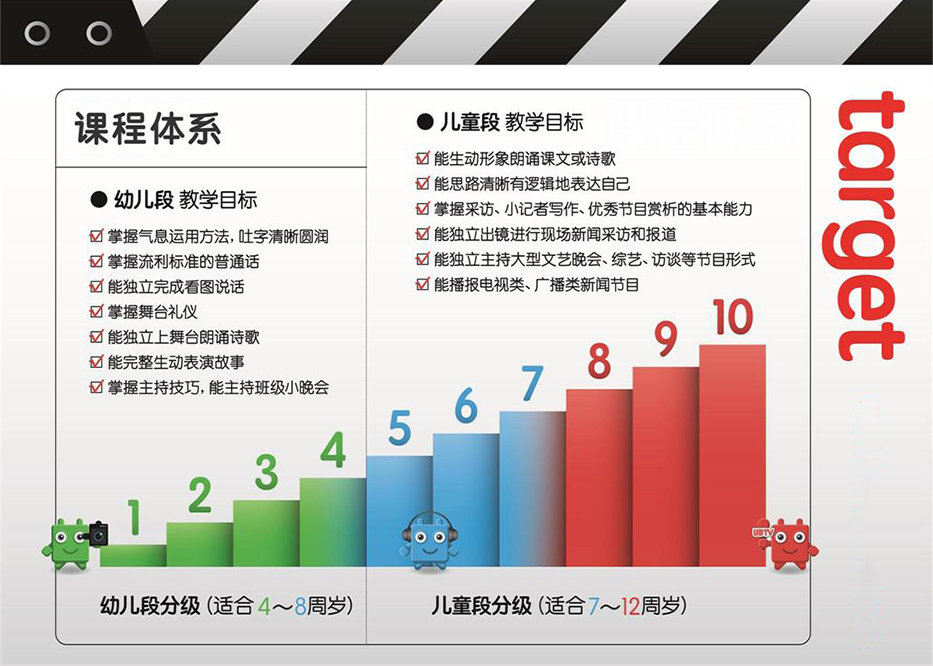 课程体系
● 幼儿段 教学目标
掌握气息运用方法,吐字清晰圆润
掌握流利标准的普通话
能独立完成看图说话
掌握舞台礼仪
能独立上舞台朗诵诗歌
能完整生动表演故事
掌握主持技巧,能主持班级小晚会
● 儿童段 教学目标
能生动形象朗诵课文或诗歌
能思路清晰有逻辑地表达自己
掌握采访、小记者写作、优秀节目赏析的基本能力
能独立出镜进行现场新闻采访和报道
能独立主持大型文艺晚会、综艺、访谈等节目形式
能播报电视类、广播类新闻节目
target
1
2
3
4
5
6
7
8
9
10
幼儿段分级(适合4~8周岁)
儿童段分级(适合7~12周岁)